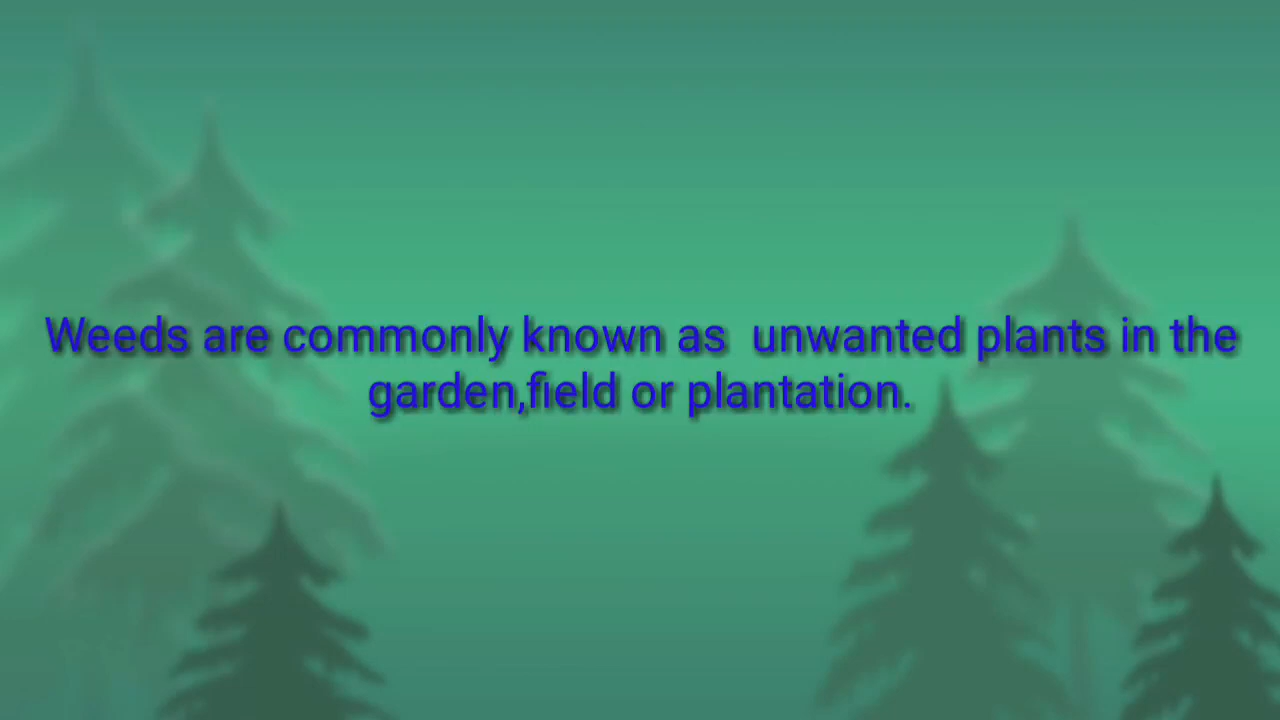 Weeds are commonly known as  unwanted plants in the
garden,field or plantation.